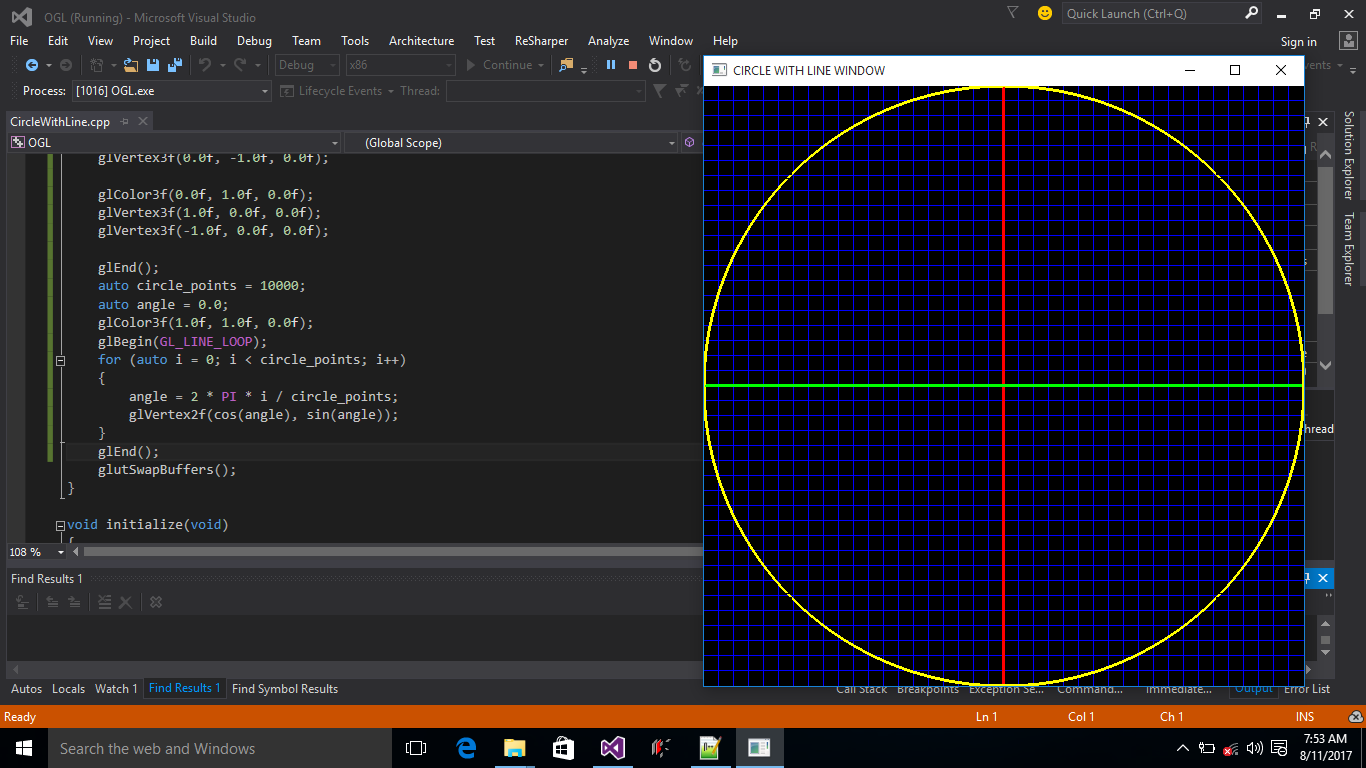 OGL (Running) - Microsoft Visual Studio
Quick Launch (Ctrl+Q)
File Edit View Project Build Debug Team Tools Architecture Test ReSharper Analyze Window Help
Sign in
Debug x86 Continue
Process: [1016] OGL.exe Lifecycle Events Thread:
CircleWithLine.cpp
OGL (Global Scope)
glVertex3f(0.0f, -1.0f, 0.0f);
glColor3f(0.0f, 1.0f, 0.0f);
glVertex3f(1.0f, 0.0f, 0.0f);
glVertex3f(-1.0f, 0.0f, 0.0f);
glEnd();
auto circle_points = 10000;
auto angle = 0.0;
glColor3f(1.0f, 1.0f, 0.0f);
glBegin(GL_LINE_LOOP);
for (auto i = 0; i < circle_points; i++)
{
angle = 2 * PI * i / circle_points;
glVertex2f(cos(angle), sin(angle));
}
glEnd();
glutSwapBuffers();
}
void initialize(void)
{
108 %
CIRCLE WITH LINE WINDOW
Solution Explorer
Team Explorer
hread
Find Results 1
Autos Locals Watch 1 Find Results 1 Find Symbol Results
Call Stack Breakpoints Exception Se... Command... Immediate... Output Error List
Ready Ln 1 Col 1 Ch 1 INS
Search the web and Windows
7:53 AM
8/11/2017